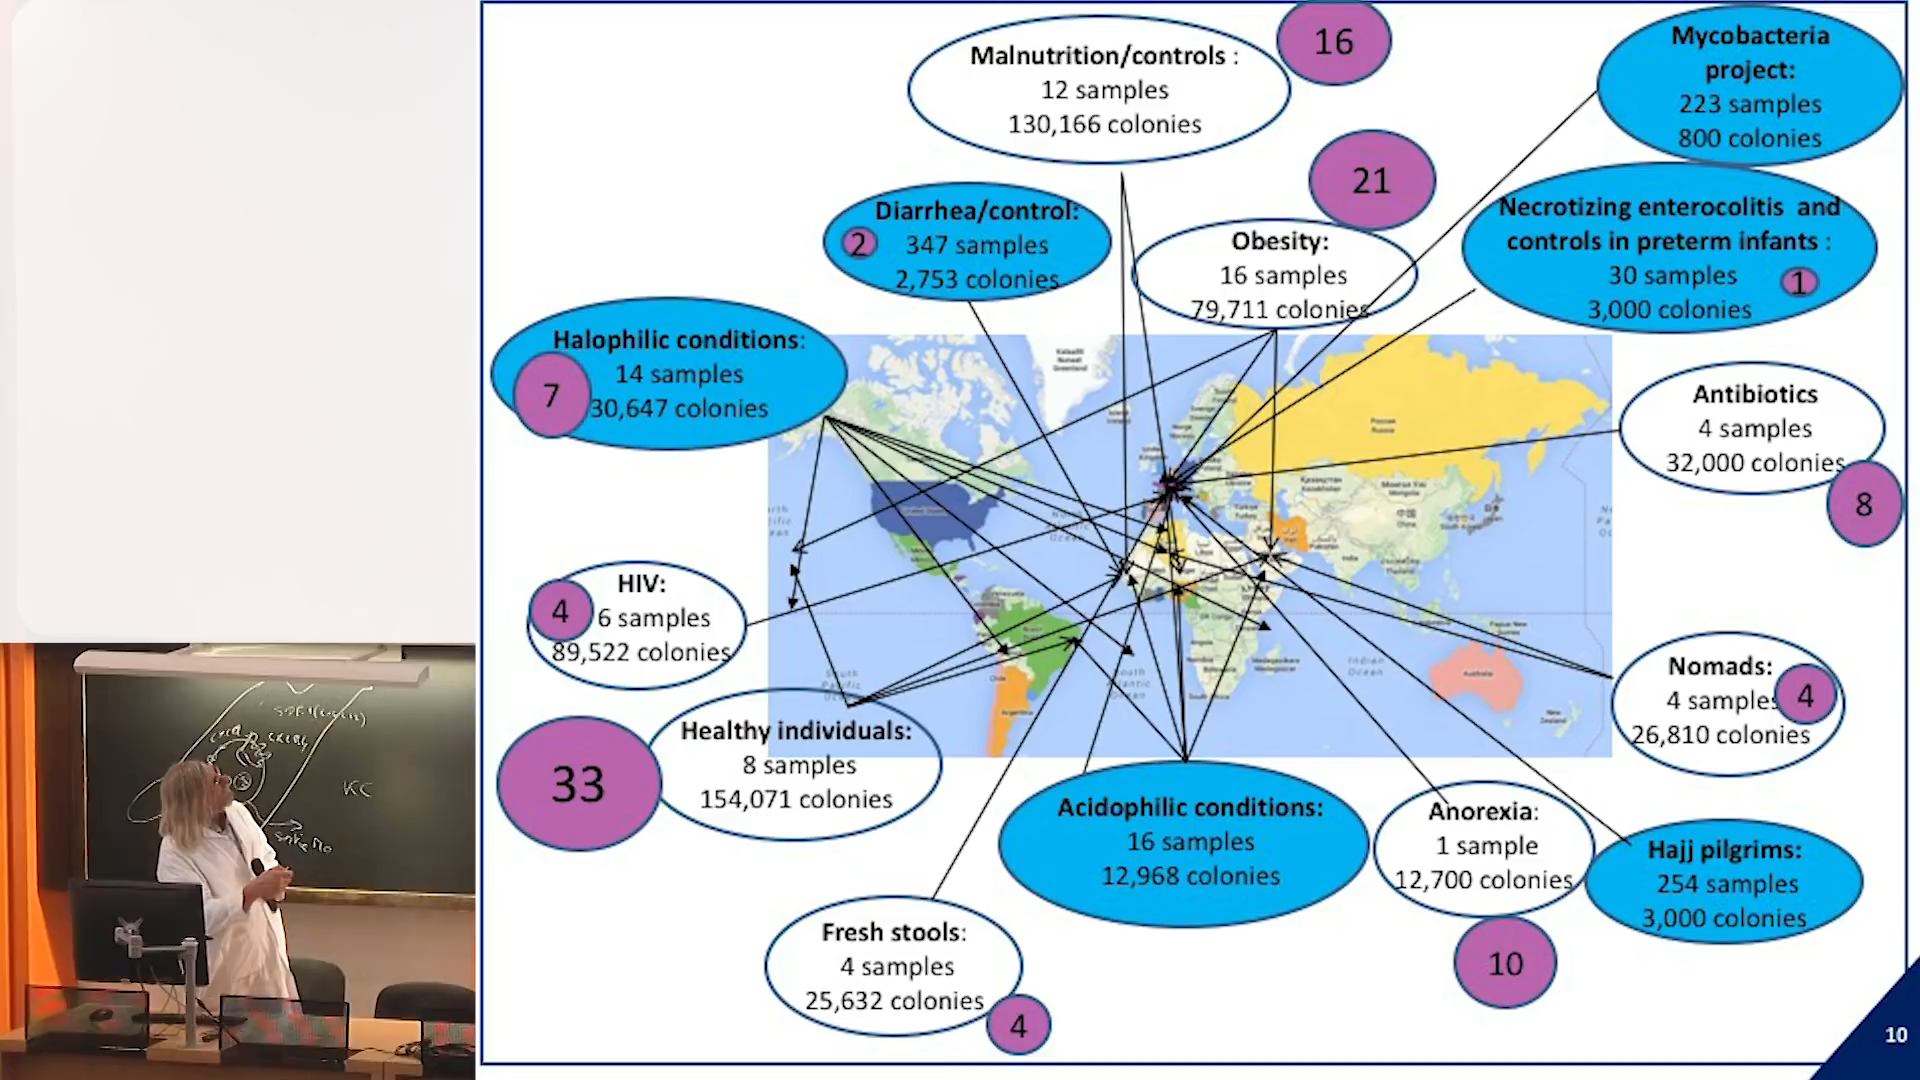 Malnutrition/controls :
12 samples
130,166 colonies
16
Mycobacteria
project:
223 samples
800 colonies
21
Diarrhea/control:
2
347 samples
2,753 colonies
Obesity:
16 samples
79,711 colonies
Necrotizing enterocolitis and
controls in preterm infants :
30 samples
1
3,000 colonies
Halophilic conditions:
7
14 samples
30,647 colonies
Antibiotics
4 samples
32,000 colonies
8
HIV:
4
6 samples
89,522 colonies
Nomads:
4 samples
4
26,810 colonies
33
Healthy individuals:
8 samples
154,071 colonies
Acidophilic conditions:
16 samples
12,968 colonies
Anorexia:
1 sample
12,700 colonies
10
Hajj pilgrims:
254 samples
3,000 colonies
Fresh stools:
4 samples
25,632 colonies
4
10
Australia
Argentina
KC